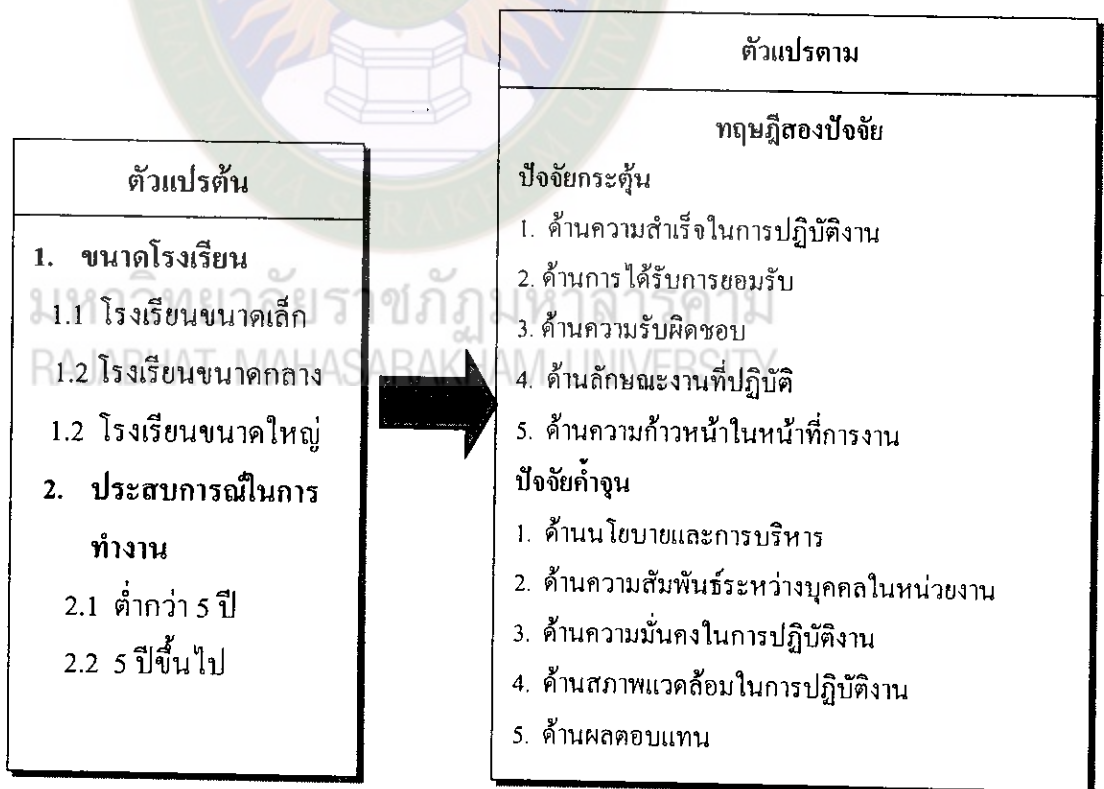 ตัวแปรต้น
1. ขนาดโรงเรียน
1.1 โรงเรียนขนาดเล็ก
1.2 โรงเรียนขนาดกลาง
1.2 โรงเรียนขนาดใหญ่
2. ประสบการณ์ในการ
ทำงาน
2.1 ต่ำกว่า 5 ปี
2.2 5 ปีขึ้นไป
ตัวแปรตาม
ทฤษฎีสองปัจจัย
ปัจจัยกระตุ้น
1. ด้านความสำเร็จในการปฏิบัติงาน
2. ด้านการได้รับการยอมรับ
3. ด้านความรับผิดชอบ
4. ด้านลักษณะงานที่ปฏิบัติ
5. ด้านความก้าวหน้าในหน้าที่การงาน
ปัจจัยค้ำจุน
1. ด้านนโยบายและการบริหาร
2. ด้านความสัมพันธ์ระหว่างบุคคลในหน่วยงาน
3. ด้านความมั่นคงในการปฏิบัติงาน
4. ด้านสภาพแวดล้อมในการปฏิบัติงาน
5. ด้านผลตอบแทน
มหาวิทยาลัยราชภัฏมหาสารคาม
RAJABHAT MAHASARAKHAM UNIVERSITY